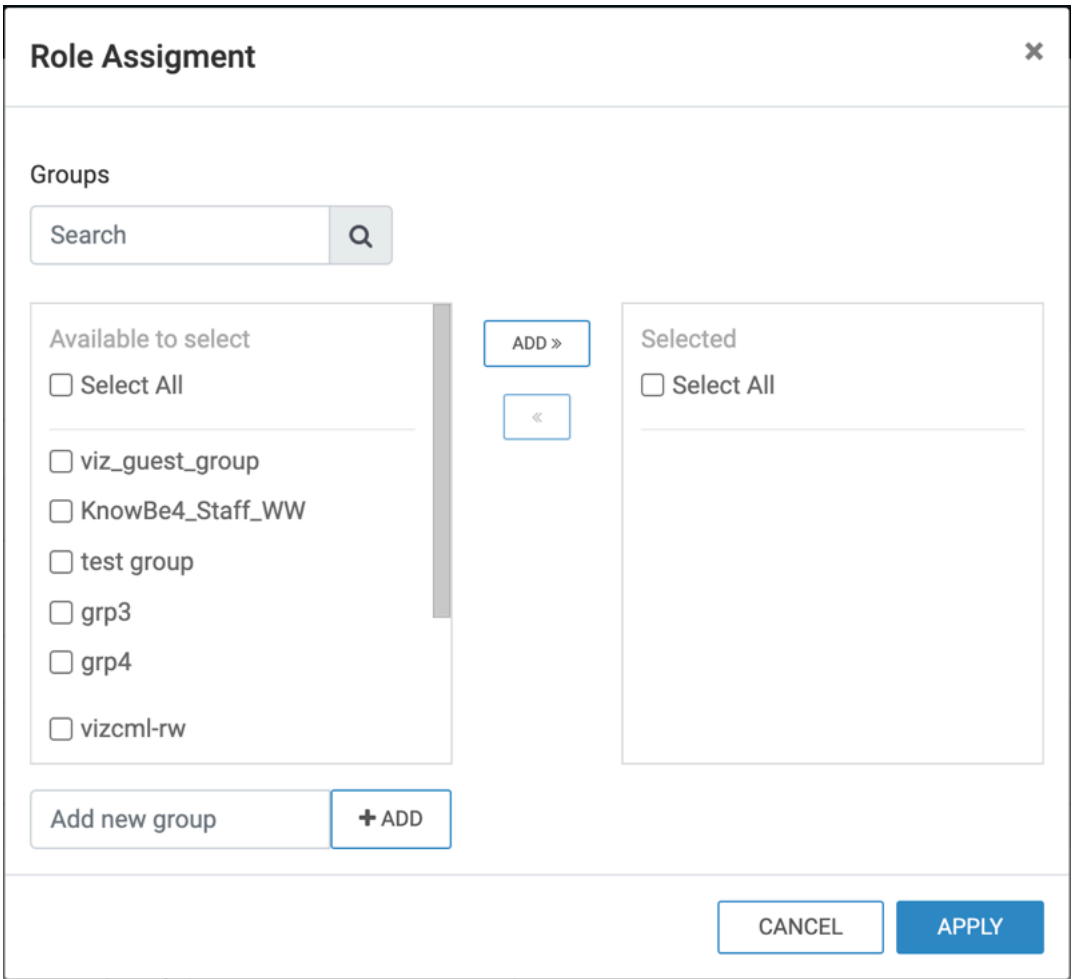 Role Assigment
×
Groups
Search
Available to select
Select All
viz_guest_group
KnowBe4_Staff_WW
test group
grp3
grp4
vizcml-rw
ADD »
«
Selected
Select All
Add new group
+ ADD
CANCEL
APPLY